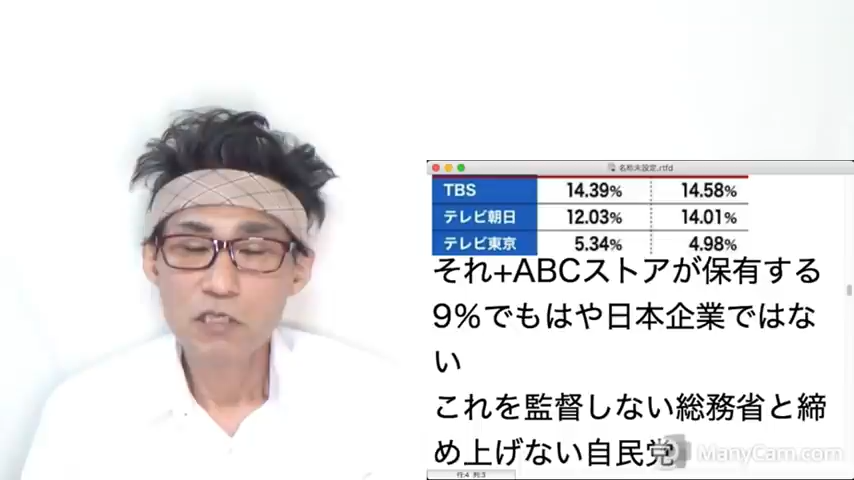 名称未設定.rtfd
TBS 14.39% 14.58%
テレビ朝日 12.03% 14.01%
テレビ東京 5.34% 4.98%
それ+ABCストアが保有する
9%でもはや日本企業ではな
い
これを監督しない総務省と締
め上げない自民党
ManyCam.com
行:4 列:3